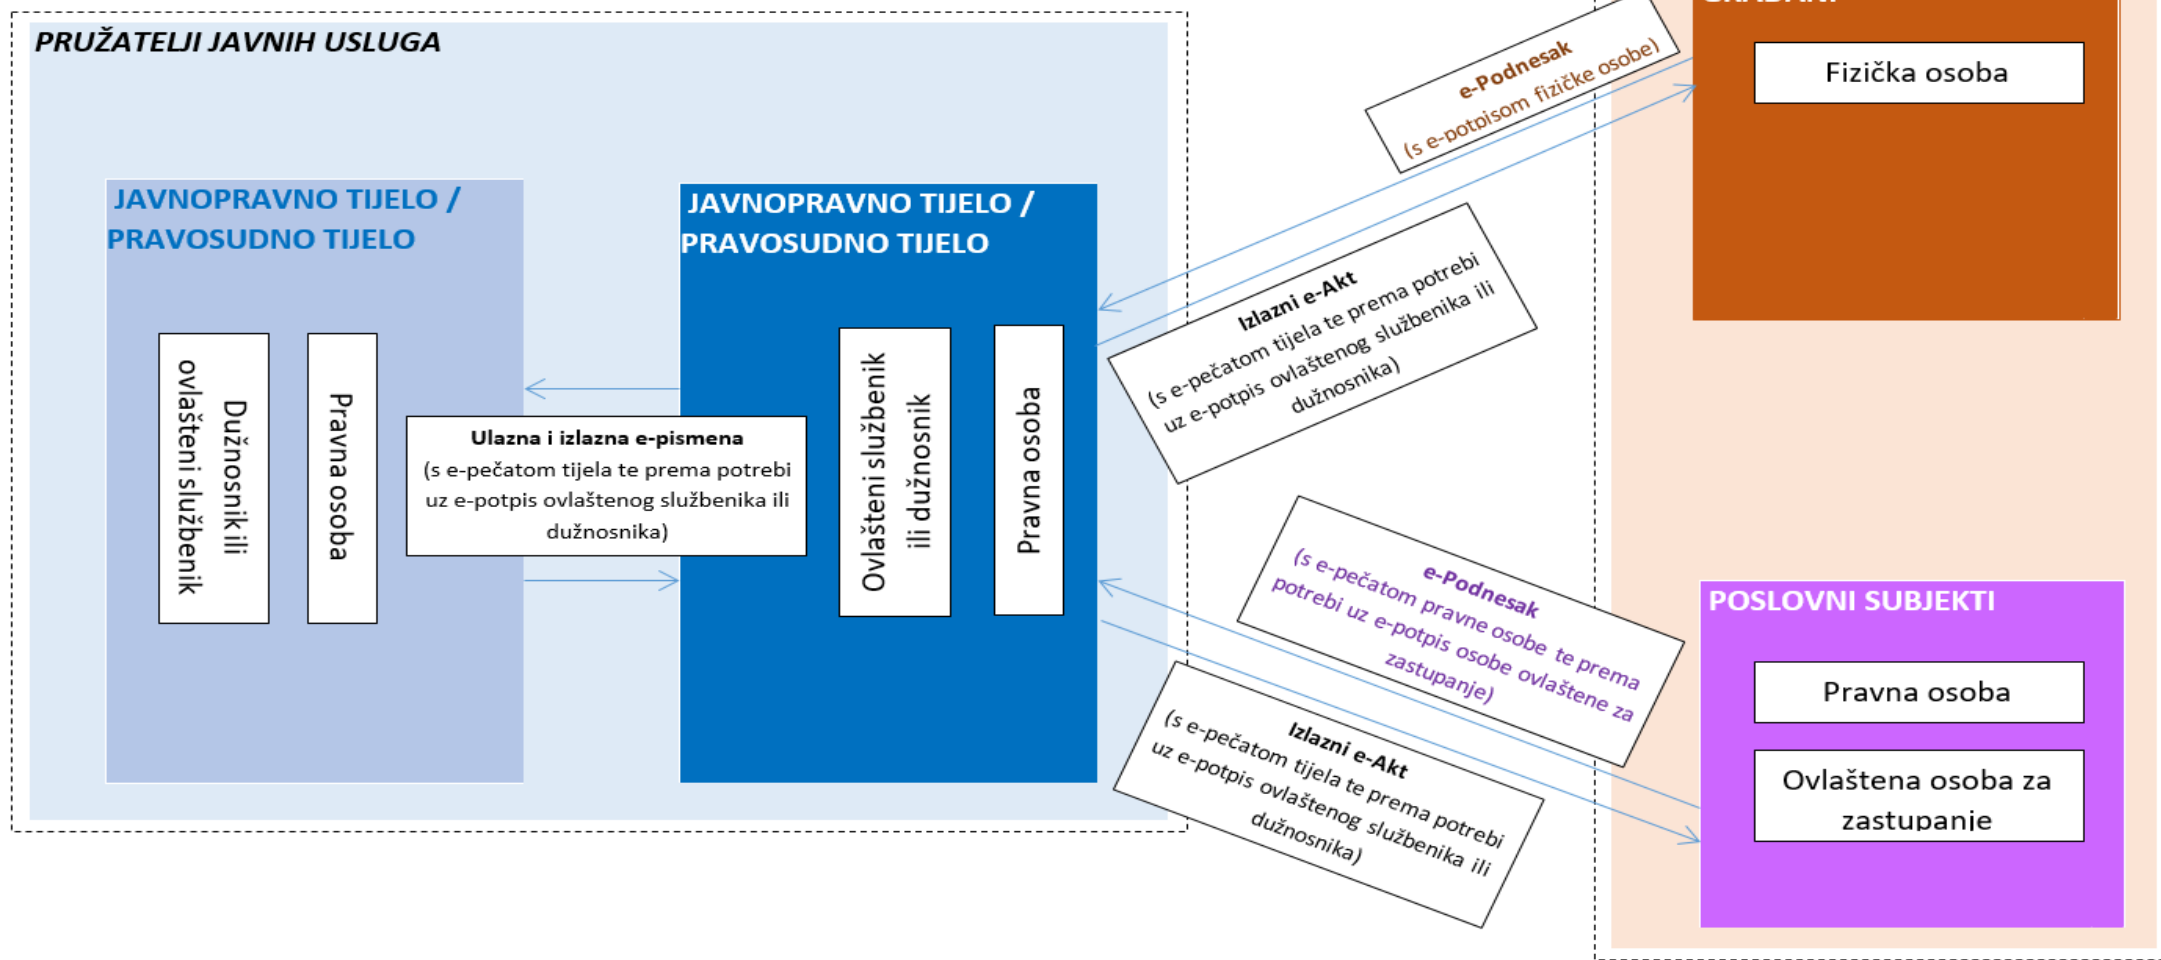 PRUŽATELJI JAVNIH USLUGA
JAVNOPRAVNO TIJELO /
PRAVOSUDNO TIJELO
Dužnosnik ili
ovlašteni službenik
Pravna osoba
Ulazna i izlazna e-pismena
(s e-pečatom tijela te prema potrebi
uz e-potpis ovlaštenog službenika ili
dužnosnika)
JAVNOPRAVNO TIJELO /
PRAVOSUDNO TIJELO
Ovlašteni službenik
ili dužnosnik
Pravna osoba
e-Podnesak
(s e-potpisom fizičke osobe)
Izlazni e-Akt
(s e-pečatom tijela te prema potrebi
uz e-potpis ovlaštenog službenika ili
dužnosnika)
e-Podnesak
(s e-pečatom pravne osobe te prema
potrebi uz e-potpis osobe ovlaštene za
zastupanje)
Izlazni e-Akt
(s e-pečatom tijela te prema potrebi
uz e-potpis ovlaštenog službenika ili
dužnosnika)
Fizička osoba
POSLOVNI SUBJEKTI
Pravna osoba
Ovlaštena osoba za
zastupanje